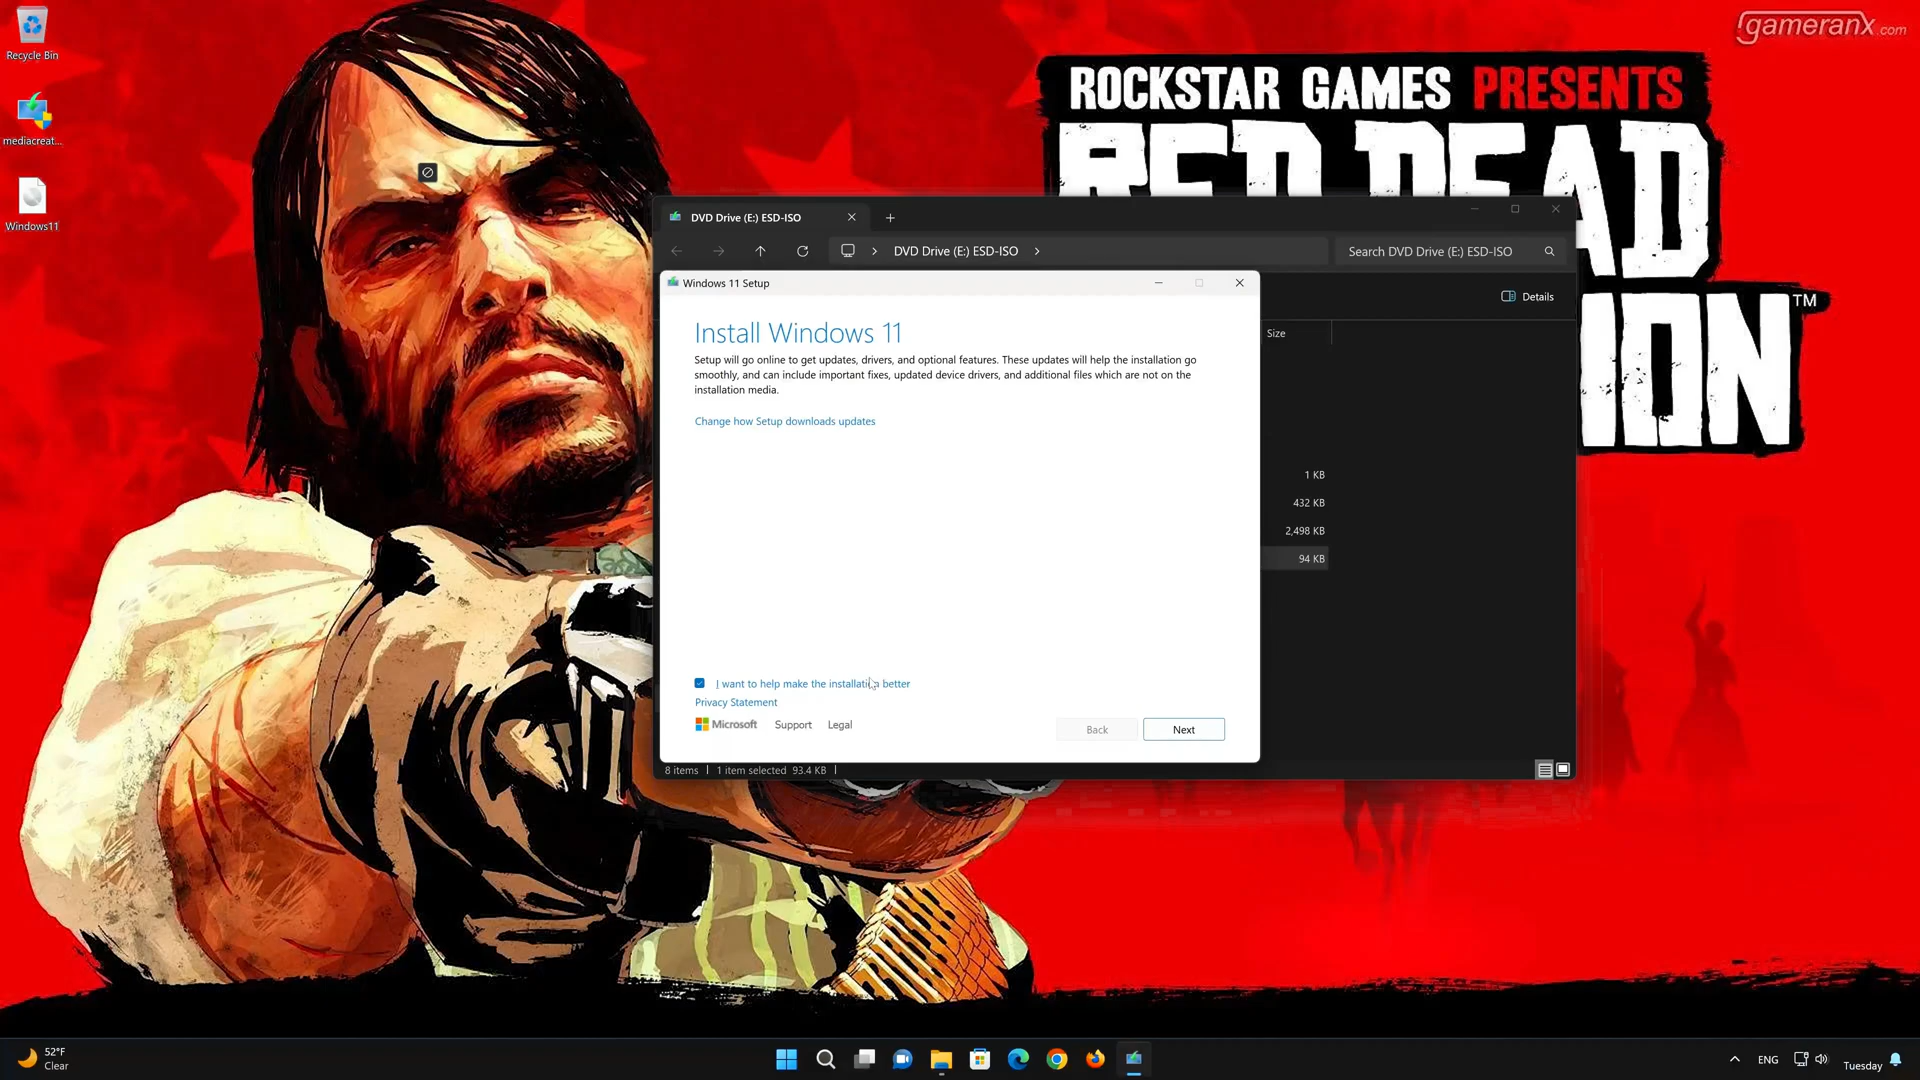 Recycle Bin
mediacreat...
Windows11
gameranx.com
ROCKSTAR GAMES PRESENTS
RED DEAD
TM
DVD Drive (E:) ESD-ISO
DVD Drive (E:) ESD-ISO
Search DVD Drive (E:) ESD-ISO
Details
Size
1 KB
432 KB
2,498 KB
94 KB
Windows 11 Setup
Install Windows 11
Setup will go online to get updates, drivers, and optional features. These updates will help the installation go
smoothly, and can include important fixes, updated device drivers, and additional files which are not on the
installation media.
Change how Setup downloads updates
I want to help make the installation better
Privacy Statement
Microsoft
Support
Legal
Back
Next
8 items
1 item selected 93.4 KB
52°F
Clear
ENG
Tuesday